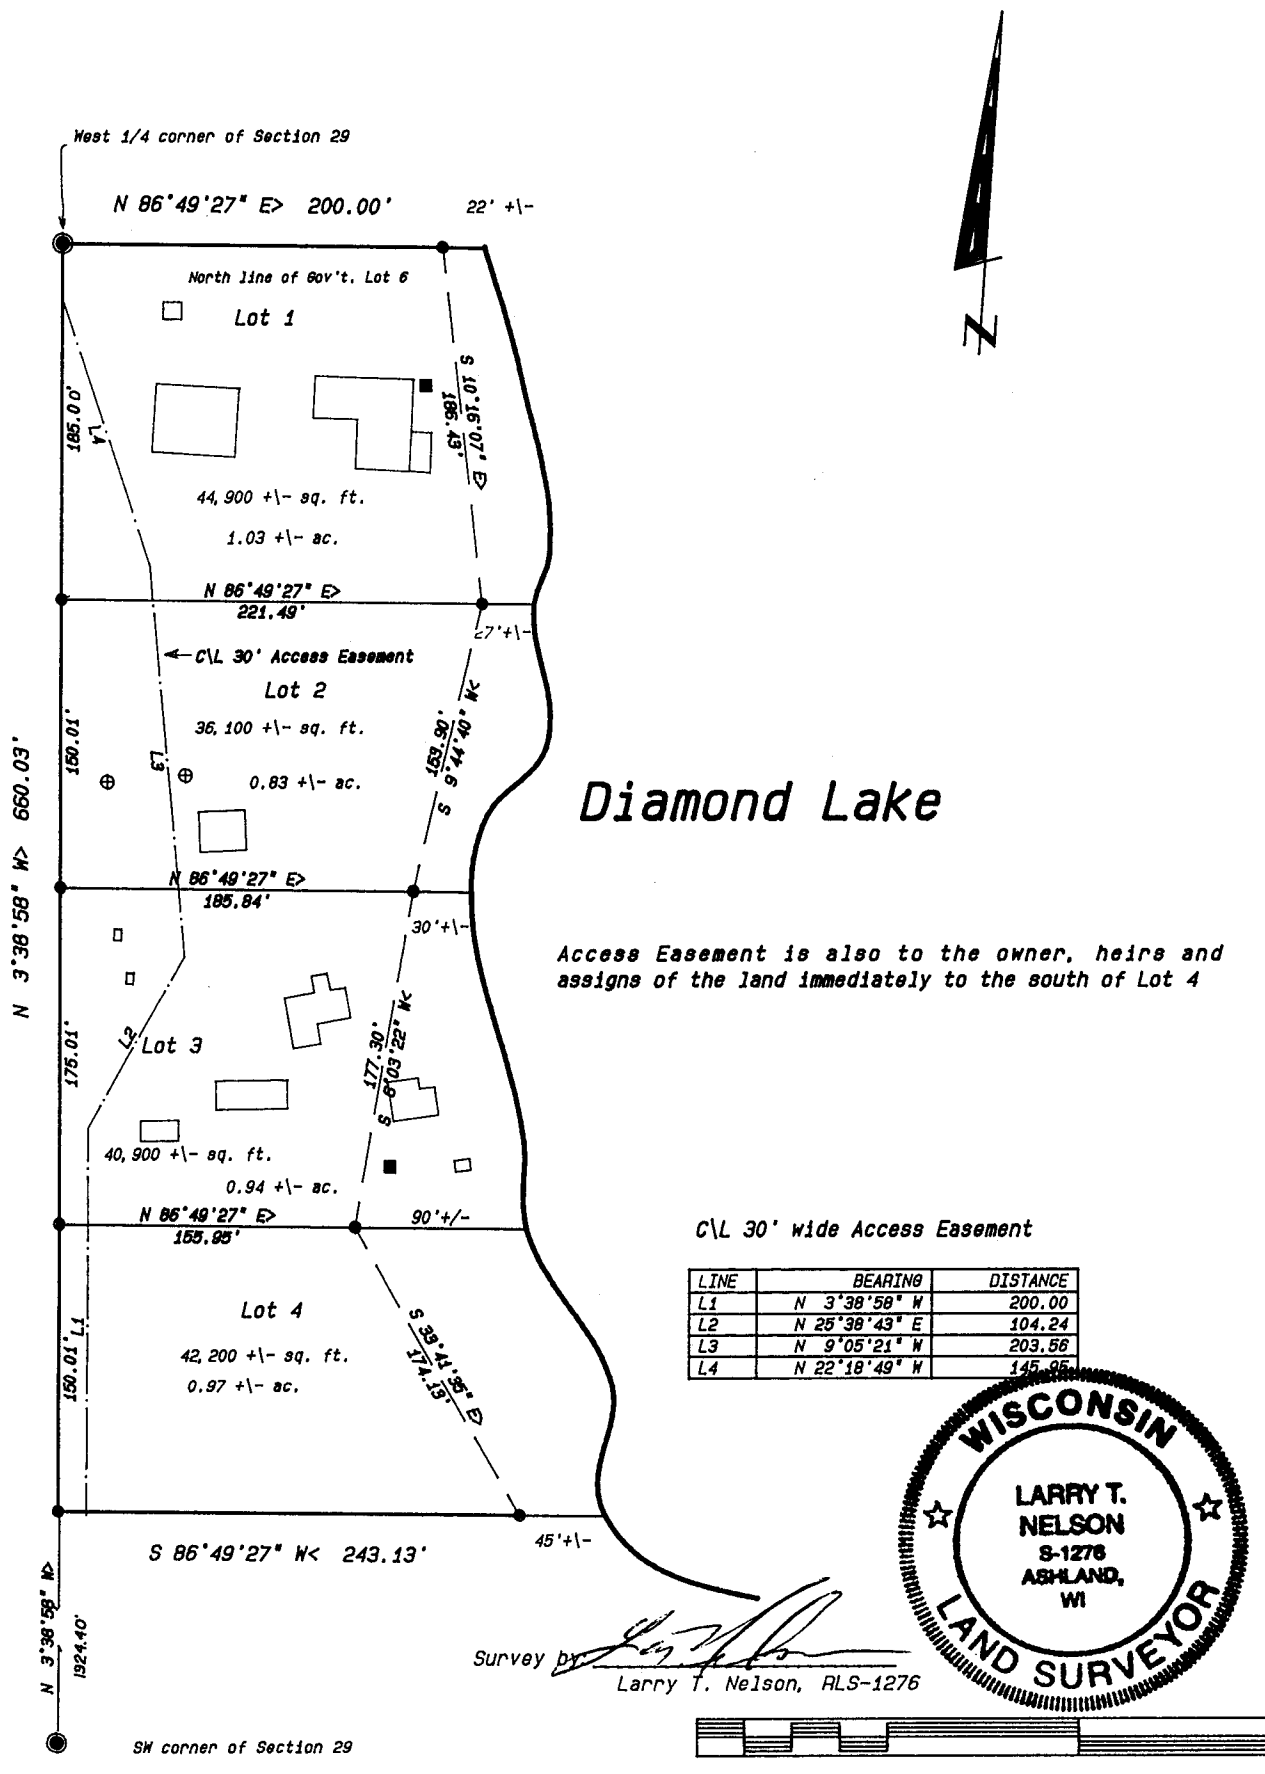 West 1/4 corner of Section 29
N 86°49'27" E> 200.00'
22' +\-
North line of Gov't. Lot 6
Lot 1
185.00'
L4
S 10°16'07" E>
186.43'
44,900 +\- sq. ft.
1.03 +\- ac.
N 86°49'27" E>
221.49'
27'+\-
C\L 30' Access Easement
Lot 2
36,100 +\- sq. ft.
0.83 +\- ac.
150.01'
L3
153.90'
S 9°44'40" W<
N 3°38'58" W> 660.03'
Diamond Lake
N 86°49'27" E>
185.84'
30'+\-
Access Easement is also to the owner, heirs and
assigns of the land immediately to the south of Lot 4
175.01'
L2
Lot 3
177.30'
S 6°03'22" W<
40,900 +\- sq. ft.
0.94 +\- ac.
N 86°49'27" E>
155.95'
90'+/-
Lot 4
42,200 +\- sq. ft.
0.97 +\- ac.
150.01'
L1
S 33°41'35" E>
174.13'
C\L 30' wide Access Easement
LINE BEARING DISTANCE
L1 N 3°38'58" W 200.00
L2 N 25°38'43" E 104.24
L3 N 9°05'21" W 203.56
L4 N 22°18'49" W 145.95
S 86°49'27" W< 243.13'
45'+\-
N 3°38'58" W>
1924.40'
SW corner of Section 29
Survey by:
Larry T. Nelson, RLS-1276
WISCONSIN
LARRY T.
NELSON
S-1276
ASHLAND,
WI
LAND SURVEYOR
N